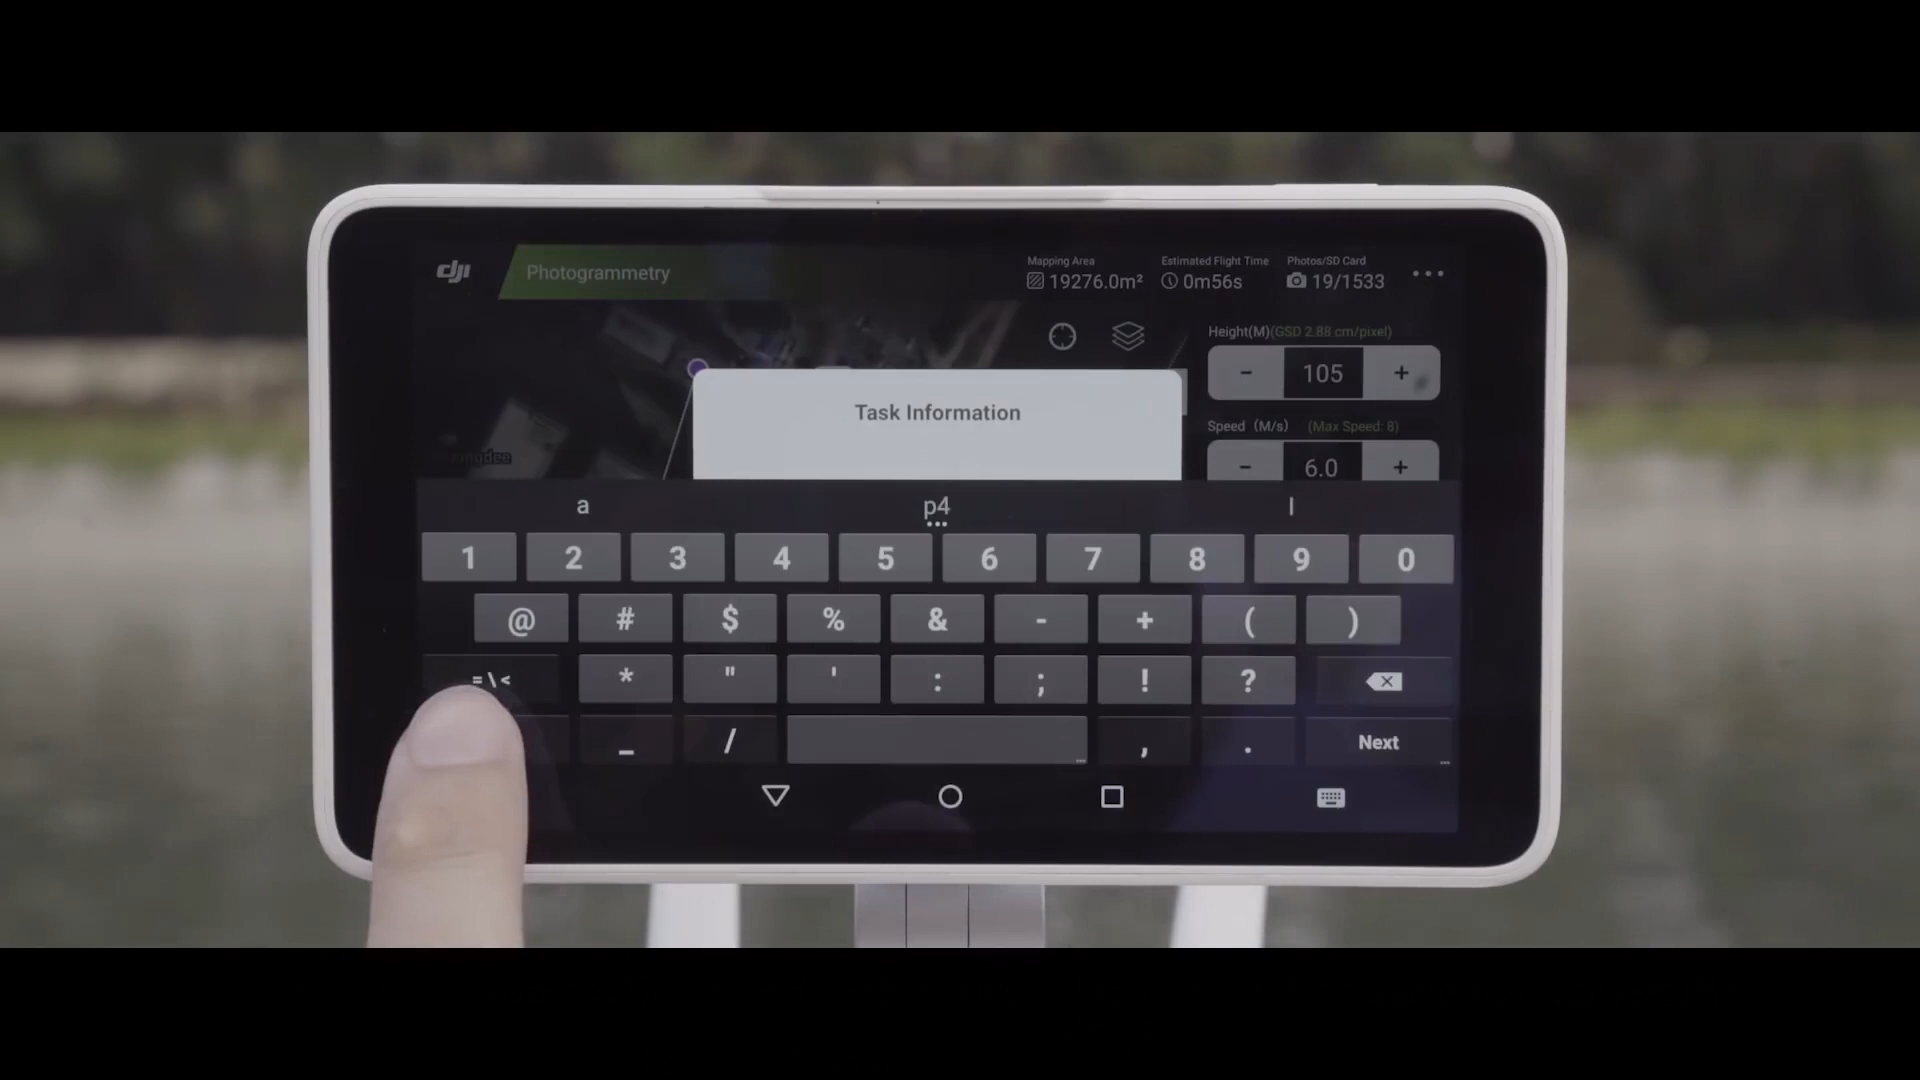 dji
Photogrammetry
Mapping Area
19276.0m²
Estimated Flight Time
0m56s
Photos/SD Card
19/1533
Height(M)(GSD 2.88 cm/pixel)
- 105 +
Speed (M/s) (Max Speed: 8)
- 6.0 +
Task Information
a p4 l
1 2 3 4 5 6 7 8 9 0
@ # $ % & - + ( )
=\< * " ' : ; ! ?
_ / , . Next